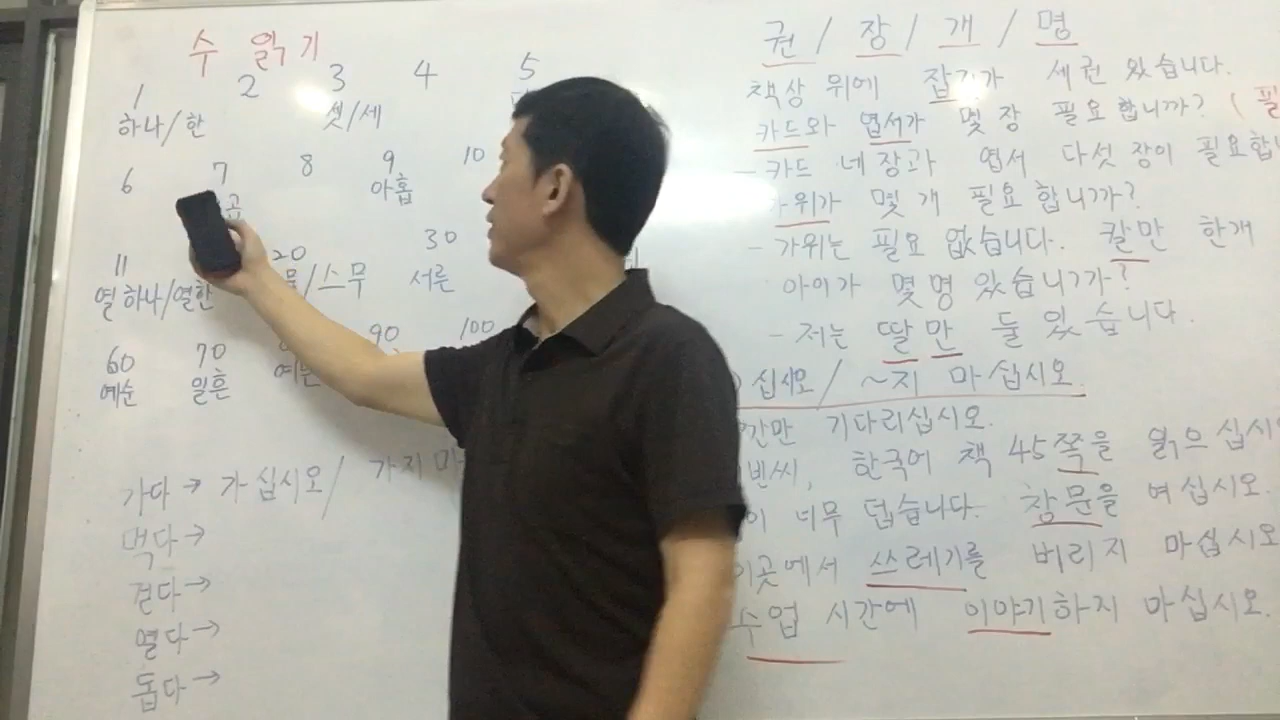 수 읽기
1 2 3 4 5
하나/한 셋/세
6 7 8 9 10
아홉
11 20 30
열하나/열한 /스무 서른
60 70 90 100
예순 일흔
가다→ 가십시오/ 가지
먹다→
걷다→
열다→
돕다→
권 / 장 / 개 / 명
책상 위에 잡지가 세권 있습니다.
카드와 엽서가 몇 장 필요합니까? (필
- 카드 네장과 엽서 다섯 장이 필요합니
가위가 몇 개 필요합니까?
- 가위는 필요 없습니다. 칼만 한개
아이가 몇명 있습니까?
- 저는 딸만 둘 있습니다.
십시오/ ~지 마십시오.
기다리십시오.
한국어 책 45쪽을 읽으십시오
너무 덥습니다. 창문을 여십시오.
이곳에서 쓰레기를 버리지 마십시오
수업 시간에 이야기하지 마십시오.